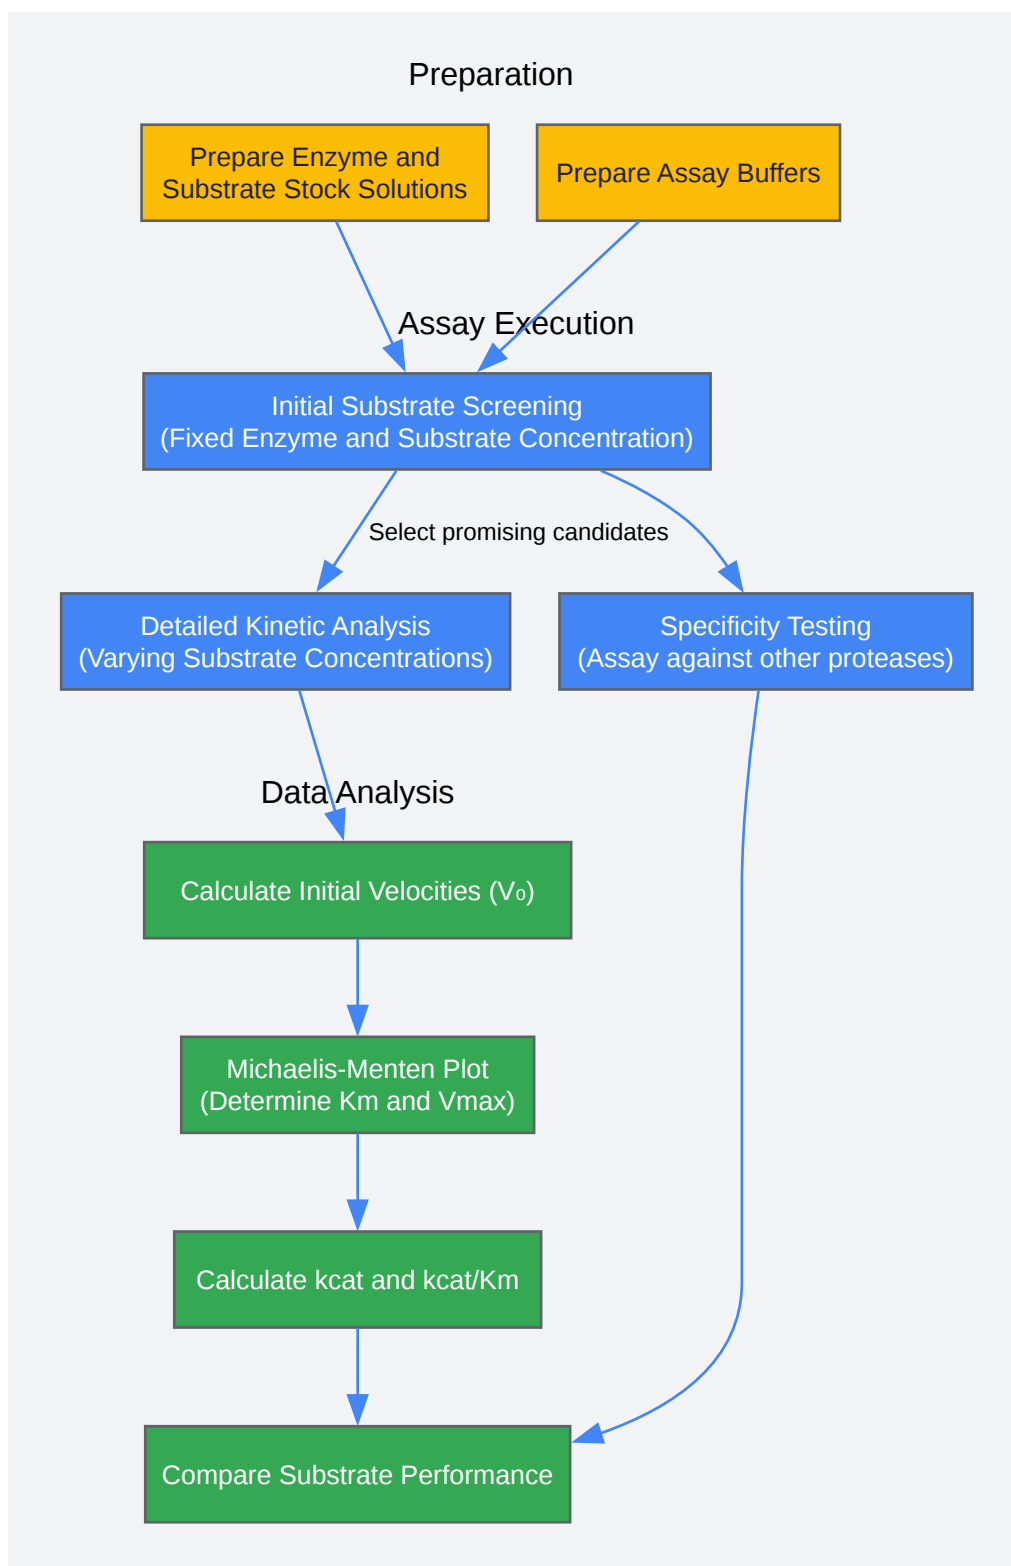 Preparation
Prepare Enzyme and
Substrate Stock Solutions
Prepare Assay Buffers
Assay Execution
Initial Substrate Screening
(Fixed Enzyme and Substrate Concentration)
Select promising candidates
Detailed Kinetic Analysis
(Varying Substrate Concentrations)
Specificity Testing
(Assay against other proteases)
Data Analysis
Calculate Initial Velocities (V₀)
Michaelis-Menten Plot
(Determine Km and Vmax)
Calculate kcat and kcat/Km
Compare Substrate Performance